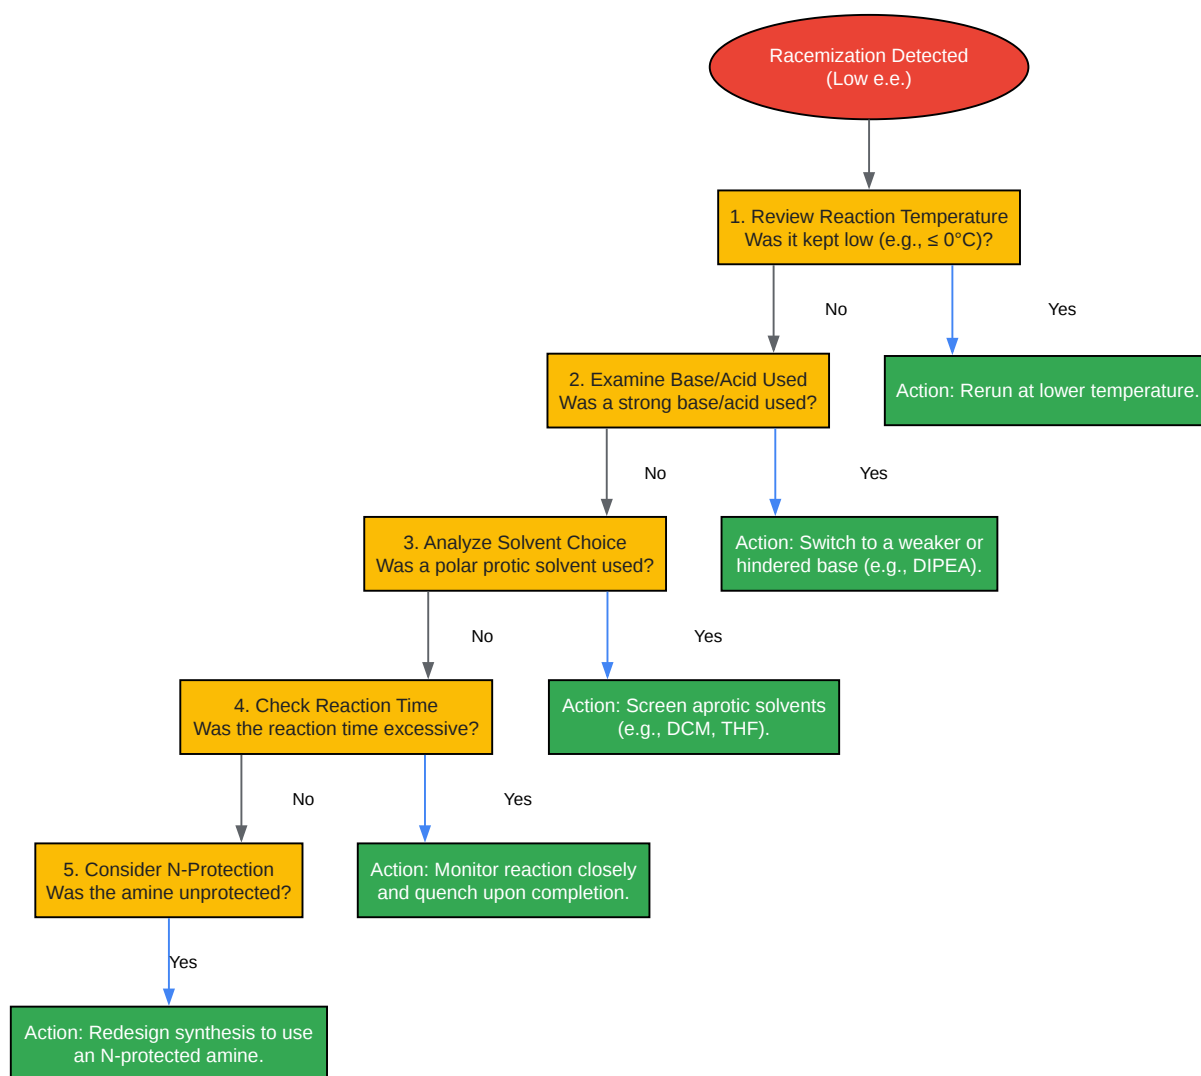 Racemization Detected
(Low e.e.)
1. Review Reaction Temperature
Was it kept low (e.g., ≤ 0°C)?
No
Yes
2. Examine Base/Acid Used
Was a strong base/acid used?
Action: Rerun at lower temperature.
No
Yes
3. Analyze Solvent Choice
Was a polar protic solvent used?
Action: Switch to a weaker or
hindered base (e.g., DIPEA).
No
Yes
4. Check Reaction Time
Was the reaction time excessive?
Action: Screen aprotic solvents
(e.g., DCM, THF).
No
Yes
5. Consider N-Protection
Was the amine unprotected?
Action: Monitor reaction closely
and quench upon completion.
Yes
Action: Redesign synthesis to use
an N-protected amine.